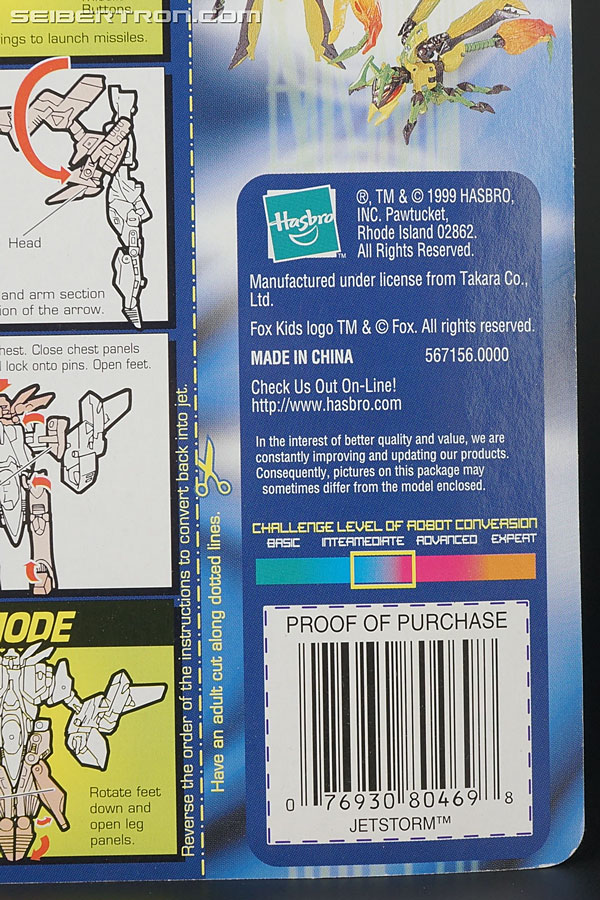 SEIBERTRON.COM
Buttons
ings to launch missiles.
Head
and arm section
ion of the arrow.
hest. Close chest panels
lock onto pins. Open feet.
MODE
Rotate feet
down and
open leg
panels.
Reverse the order of the instructions to convert back into jet.
Have an adult cut along dotted lines.
Hasbro
TM
®, TM & © 1999 HASBRO,
INC. Pawtucket,
Rhode Island 02862.
All Rights Reserved.
Manufactured under license from Takara Co.,
Ltd.
Fox Kids logo TM & © Fox. All rights reserved.
MADE IN CHINA 567156.0000
Check Us Out On-Line!
http://www.hasbro.com
In the interest of better quality and value, we are
constantly improving and updating our products.
Consequently, pictures on this package may
sometimes differ from the model enclosed.
CHALLENGE LEVEL OF ROBOT CONVERSION
BASIC INTERMEDIATE ADVANCED EXPERT
PROOF OF PURCHASE
0 76930 80469 8
JETSTORM™